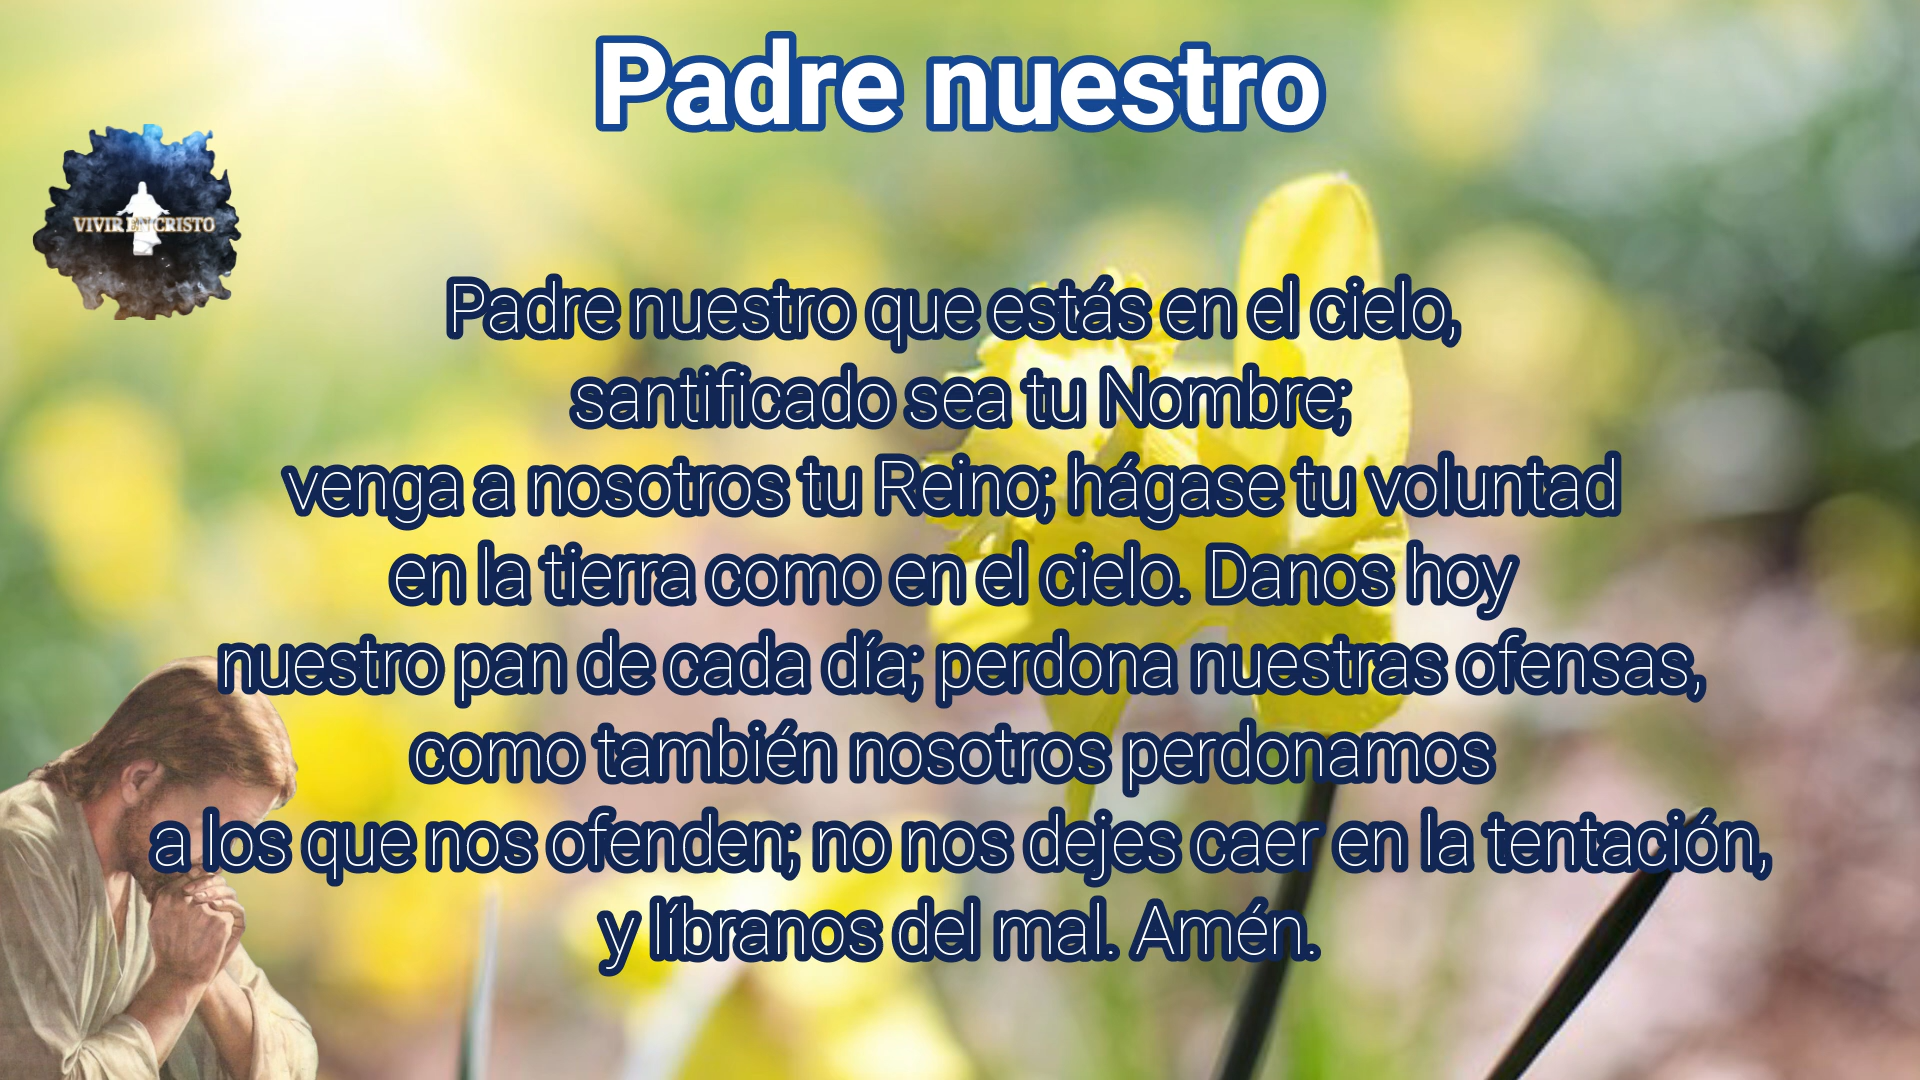 Padre nuestro
VIVIR EN CRISTO
Padre nuestro que estás en el cielo,
santificado sea tu Nombre;
venga a nosotros tu Reino; hágase tu voluntad
en la tierra como en el cielo. Danos hoy
nuestro pan de cada día; perdona nuestras ofensas,
como también nosotros perdonamos
a los que nos ofenden; no nos dejes caer en la tentación,
y líbranos del mal. Amén.